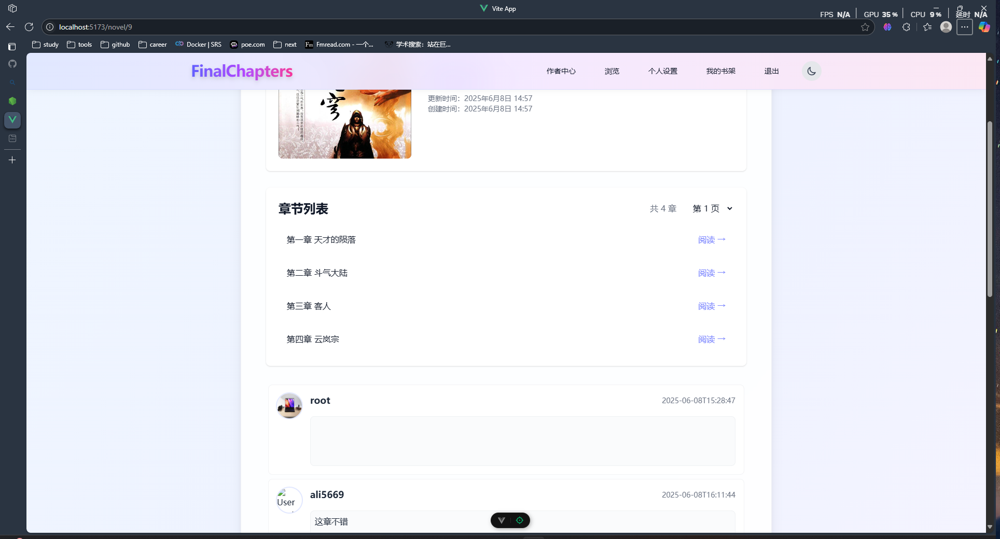 Vite App
FPS N/A GPU 35 % CPU 9 % 延时 N/A
localhost:5173/novel/9
study tools github career Docker | SRS poe.com next Fm Fmread.com - 一个... 学术搜索：站在巨...
FinalChapters 作者中心 浏览 个人设置 我的书架 退出
穹
更新时间：2025年6月8日 14:57
创建时间：2025年6月8日 14:57
章节列表 共 4 章 第 1 页
第一章 天才的陨落 阅读 →
第二章 斗气大陆 阅读 →
第三章 客人 阅读 →
第四章 云岚宗 阅读 →
root 2025-06-08T15:28:47
ali5669 2025-06-08T16:11:44
User
这章不错